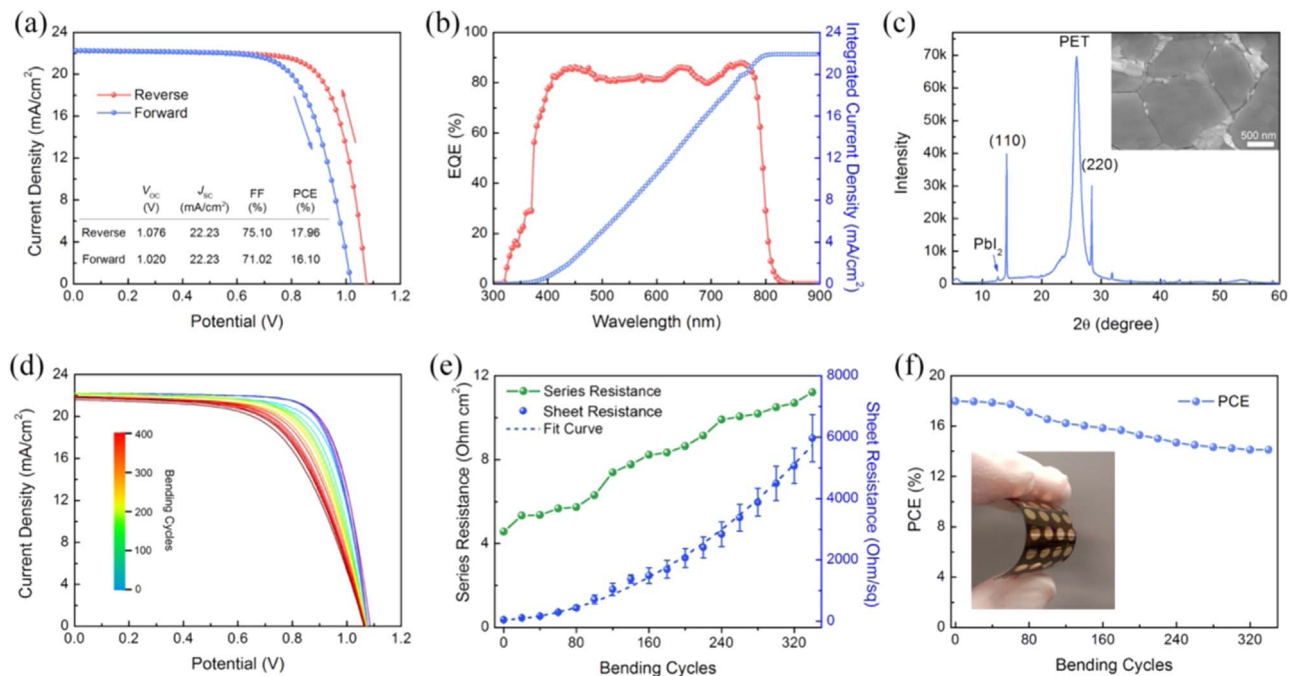 (a)
24
20
16
12
8
4
0
Current Density (mA/cm²)
Reverse
Forward
V_OC (V) J_SC (mA/cm²) FF (%) PCE (%)
Reverse 1.076 22.23 75.10 17.96
Forward 1.020 22.23 71.02 16.10
0.0 0.2 0.4 0.6 0.8 1.0 1.2
Potential (V)
(b)
100
80
60
40
20
0
EQE (%)
24
20
16
12
8
4
0
Integrated Current Density (mA/cm²)
300 400 500 600 700 800 900
Wavelength (nm)
(c)
70k
60k
50k
40k
30k
20k
10k
0
Intensity
PET
500 nm
(110)
(220)
PbI₂
10 20 30 40 50 60
2θ (degree)
(d)
24
20
16
12
8
4
0
Current Density (mA/cm²)
400
300
200
100
0
Bending Cycles
0.0 0.2 0.4 0.6 0.8 1.0 1.2
Potential (V)
(e)
12
8
4
0
Series Resistance (Ohm cm²)
Series Resistance
Sheet Resistance
Fit Curve
8000
6000
4000
2000
0
Sheet Resistance (Ohm/sq)
0 80 160 240 320
Bending Cycles
(f)
20
16
12
8
4
0
PCE (%)
PCE
0 80 160 240 320
Bending Cycles